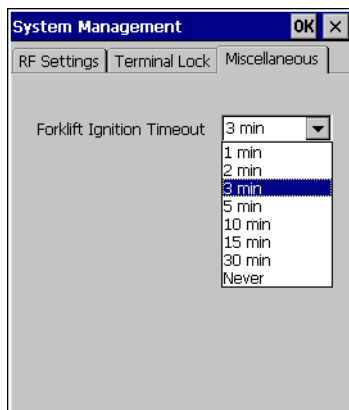 System Management OK ×
RF Settings Terminal Lock Miscellaneous
Forklift Ignition Timeout 3 min
1 min
2 min
3 min
5 min
10 min
15 min
30 min
Never